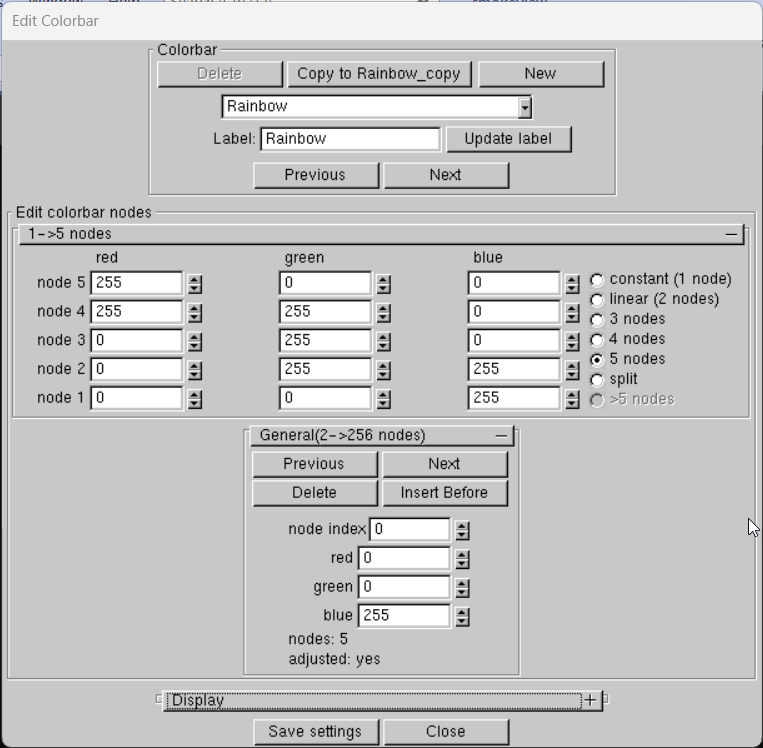 Edit Colorbar
Colorbar
Delete Copy to Rainbow_copy New
Rainbow
Label: Rainbow Update label
Previous Next
Edit colorbar nodes
1->5 nodes
red green blue
node 5 255 0 0 constant (1 node)
linear (2 nodes)
node 4 255 255 0 3 nodes
node 3 0 255 0 4 nodes
node 2 0 255 255 5 nodes
split
node 1 0 0 255 >5 nodes
General(2->256 nodes)
Previous Next
Delete Insert Before
node index 0
red 0
green 0
blue 255
nodes: 5
adjusted: yes
Display
Save settings Close